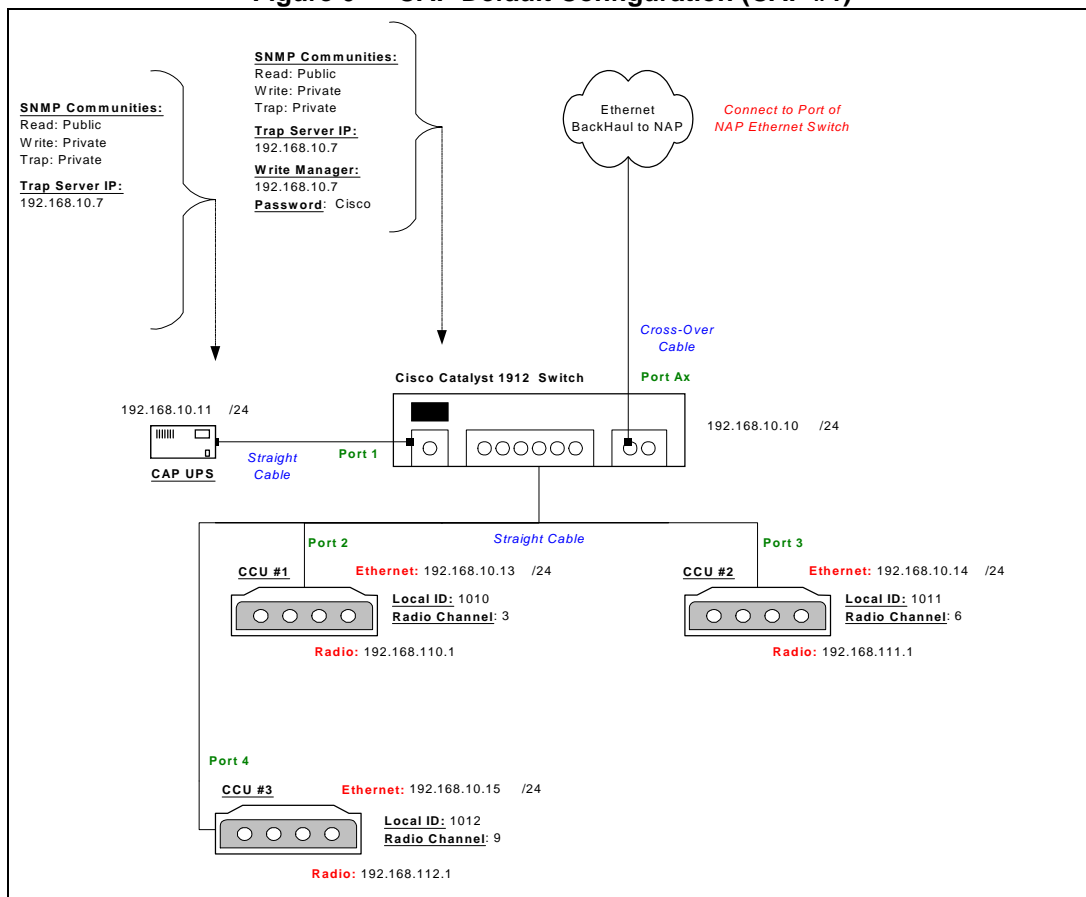 SNMP Communities:
Read: Public
Write: Private
Trap: Private
Trap Server IP:
192.168.10.7
SNMP Communities:
Read: Public
Write: Private
Trap: Private
Trap Server IP:
192.168.10.7
Write Manager:
192.168.10.7
Password: Cisco
Ethernet
BackHaul to NAP
Connect to Port of
NAP Ethernet Switch
Cross-Over
Cable
Cisco Catalyst 1912 Switch
Port Ax
192.168.10.11 /24
192.168.10.10 /24
Straight
Cable
Port 1
CAP UPS
Port 2
Straight Cable
Port 3
CCU #1
Ethernet: 192.168.10.13 /24
Local ID: 1010
Radio Channel: 3
Radio: 192.168.110.1
CCU #2
Ethernet: 192.168.10.14 /24
Local ID: 1011
Radio Channel: 6
Radio: 192.168.111.1
Port 4
CCU #3
Ethernet: 192.168.10.15 /24
Local ID: 1012
Radio Channel: 9
Radio: 192.168.112.1